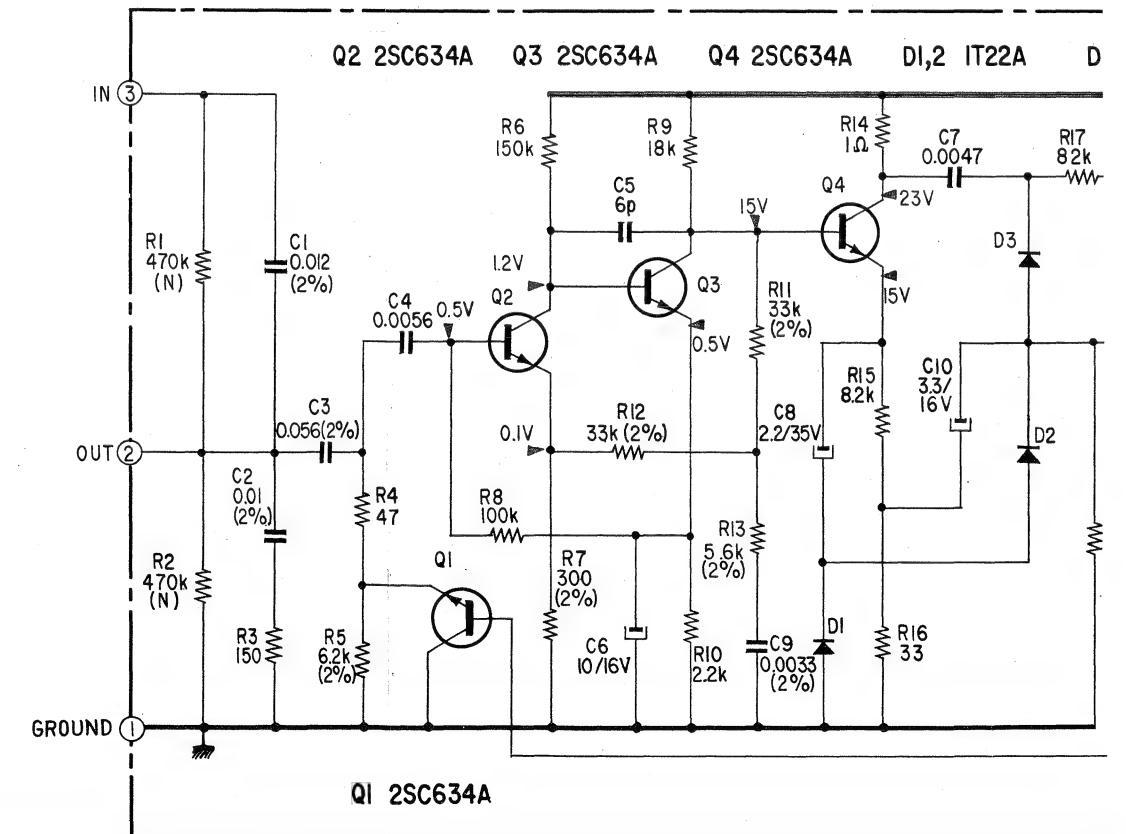 Q2 2SC634A Q3 2SC634A Q4 2SC634A D1,2 1T22A D
IN 3
R6
150k
R9
18k
R14
1Ω
C7
0.0047
R17
82k
C5
6p
15V
Q4
23V
R1
470k
(N)
C1
0.012
(2%)
D3
1.2V
Q2
Q3
15V
R11
33k
(2%)
C4
0.0056
0.5V
0.5V
R15
8.2k
C10
3.3/
16V
C3
0.056(2%)
R12
33k(2%)
C8
2.2/35V
0.1V
D2
OUT 2
C2
0.01
(2%)
R4
47
R8
100k
R13
5.6k
(2%)
Q1
R2
470k
(N)
R7
300
(2%)
R3
150
R5
6.2k
(2%)
C6
10/16V
R10
2.2k
C9
0.0033
(2%)
D1
R16
33
GROUND 1
Q1 2SC634A